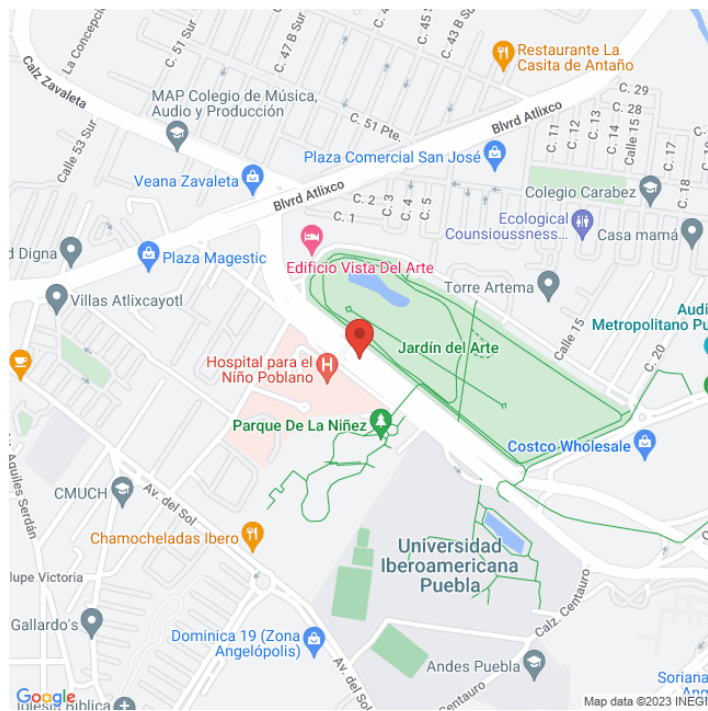 La Concepción
C. 51 Sur
C. 47 B Sur
C. 45 S
C. 43 B Sur
Restaurante La
Casita de Antaño
Calz Zavaleta
MAP Colegio de Música,
Audio y Producción
C. 51 Pte.
Blvrd Atlixco
C. 29
C. 28
C. 11
C. 12
C. 13
C. 14
Calle 15
C. 17
C. 18
Calle 53 Sur
Plaza Comercial San José
Veana Zavaleta
Blvrd Atlixco
C. 1
C. 2
C. 3
C. 4
C. 5
Colegio Carabez
Ecological
Counsioussness...
Casa mamá
d Digna
Plaza Magestic
Edificio Vista Del Arte
Torre Artema
Villas Atlixcayotl
Audi
Metropolitano Pu
Calle 15
C. 20
Jardín del Arte
Hospital para el
Niño Poblano
H
Parque De La Niñez
Costco Wholesale
Aquiles Serdán
CMUCH
Av. del Sol
Chamocheladas Ibero
Universidad
Iberoamericana
Puebla
lupe Victoria
Calz. Centauro
Gallardo's
Dominica 19 (Zona
Angelópolis)
Av. del Sol
Andes Puebla
Centauro
Soriana
Ang
Google
Iglesia Bíblica
Map data ©2023 INEGI